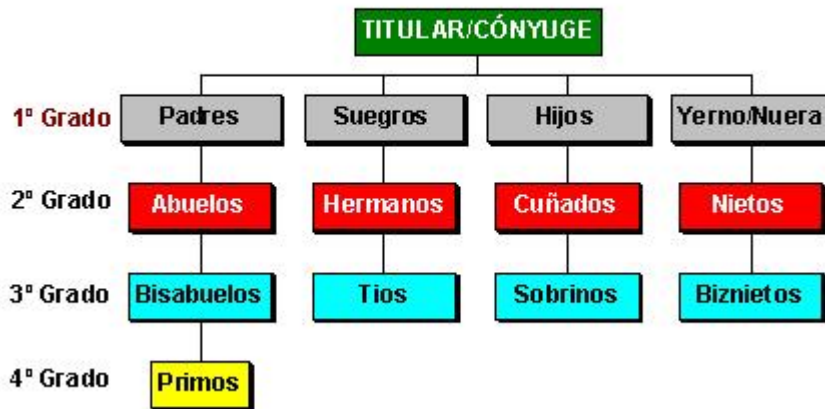 TITULAR/CÓNYUGE
1º Grado Padres Suegros Hijos Yerno/Nuera
2º Grado Abuelos Hermanos Cuñados Nietos
3º Grado Bisabuelos Tios Sobrinos Biznietos
4º Grado Primos